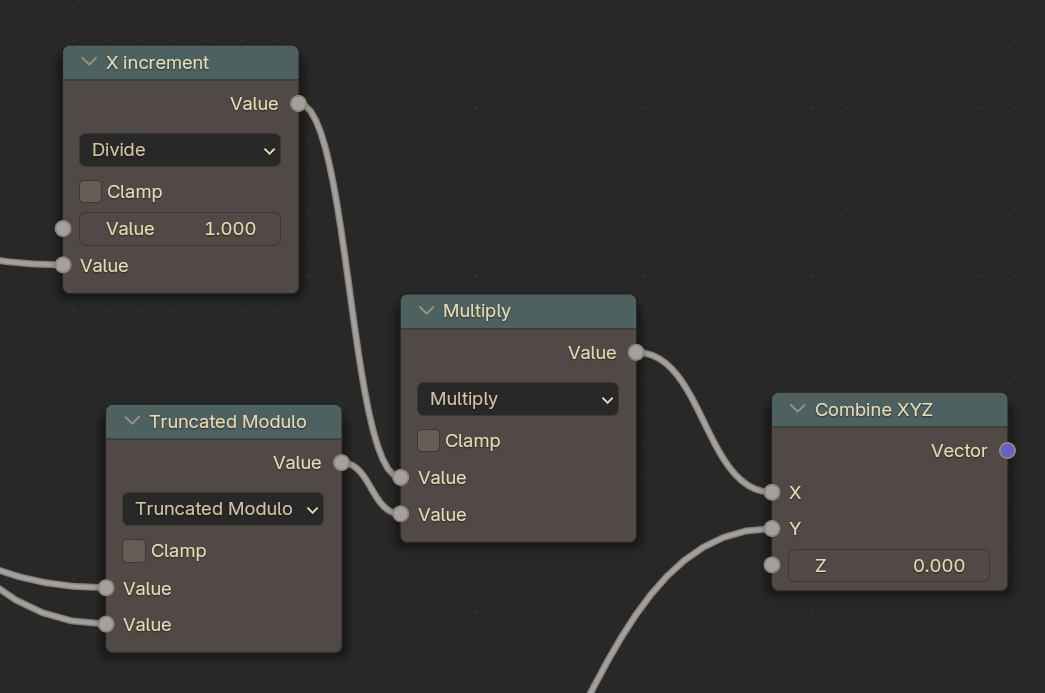 X increment
Value
Divide
Clamp
Value 1.000
Value
Multiply
Value
Multiply
Clamp
Value
Value
Truncated Modulo
Value
Truncated Modulo
Clamp
Value
Value
Combine XYZ
Vector
X
Y
Z 0.000